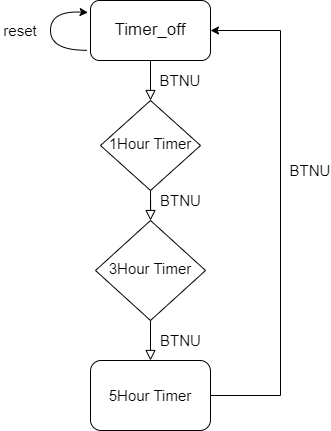 Timer_off
reset
BTNU
1Hour Timer
BTNU
BTNU
3Hour Timer
BTNU
5Hour Timer